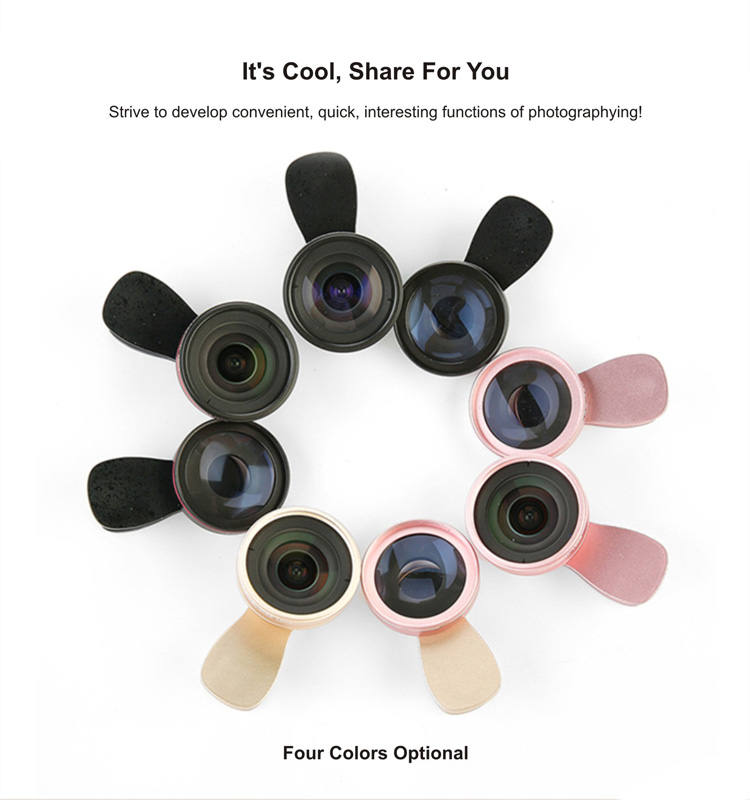 It's Cool, Share For You
Strive to develop convenient, quick, interesting functions of photographying!
Four Colors Optional